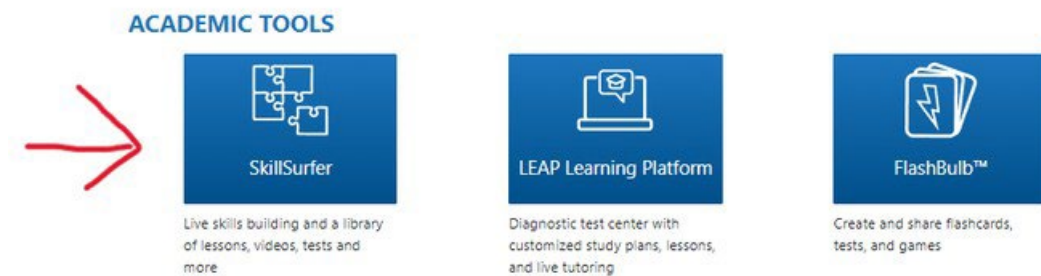 ACADEMIC TOOLS
SkillSurfer
Live skills building and a library
of lessons, videos, tests and
more
LEAP Learning Platform
Diagnostic test center with
customized study plans, lessons,
and live tutoring
FlashBulb™
Create and share flashcards,
tests, and games